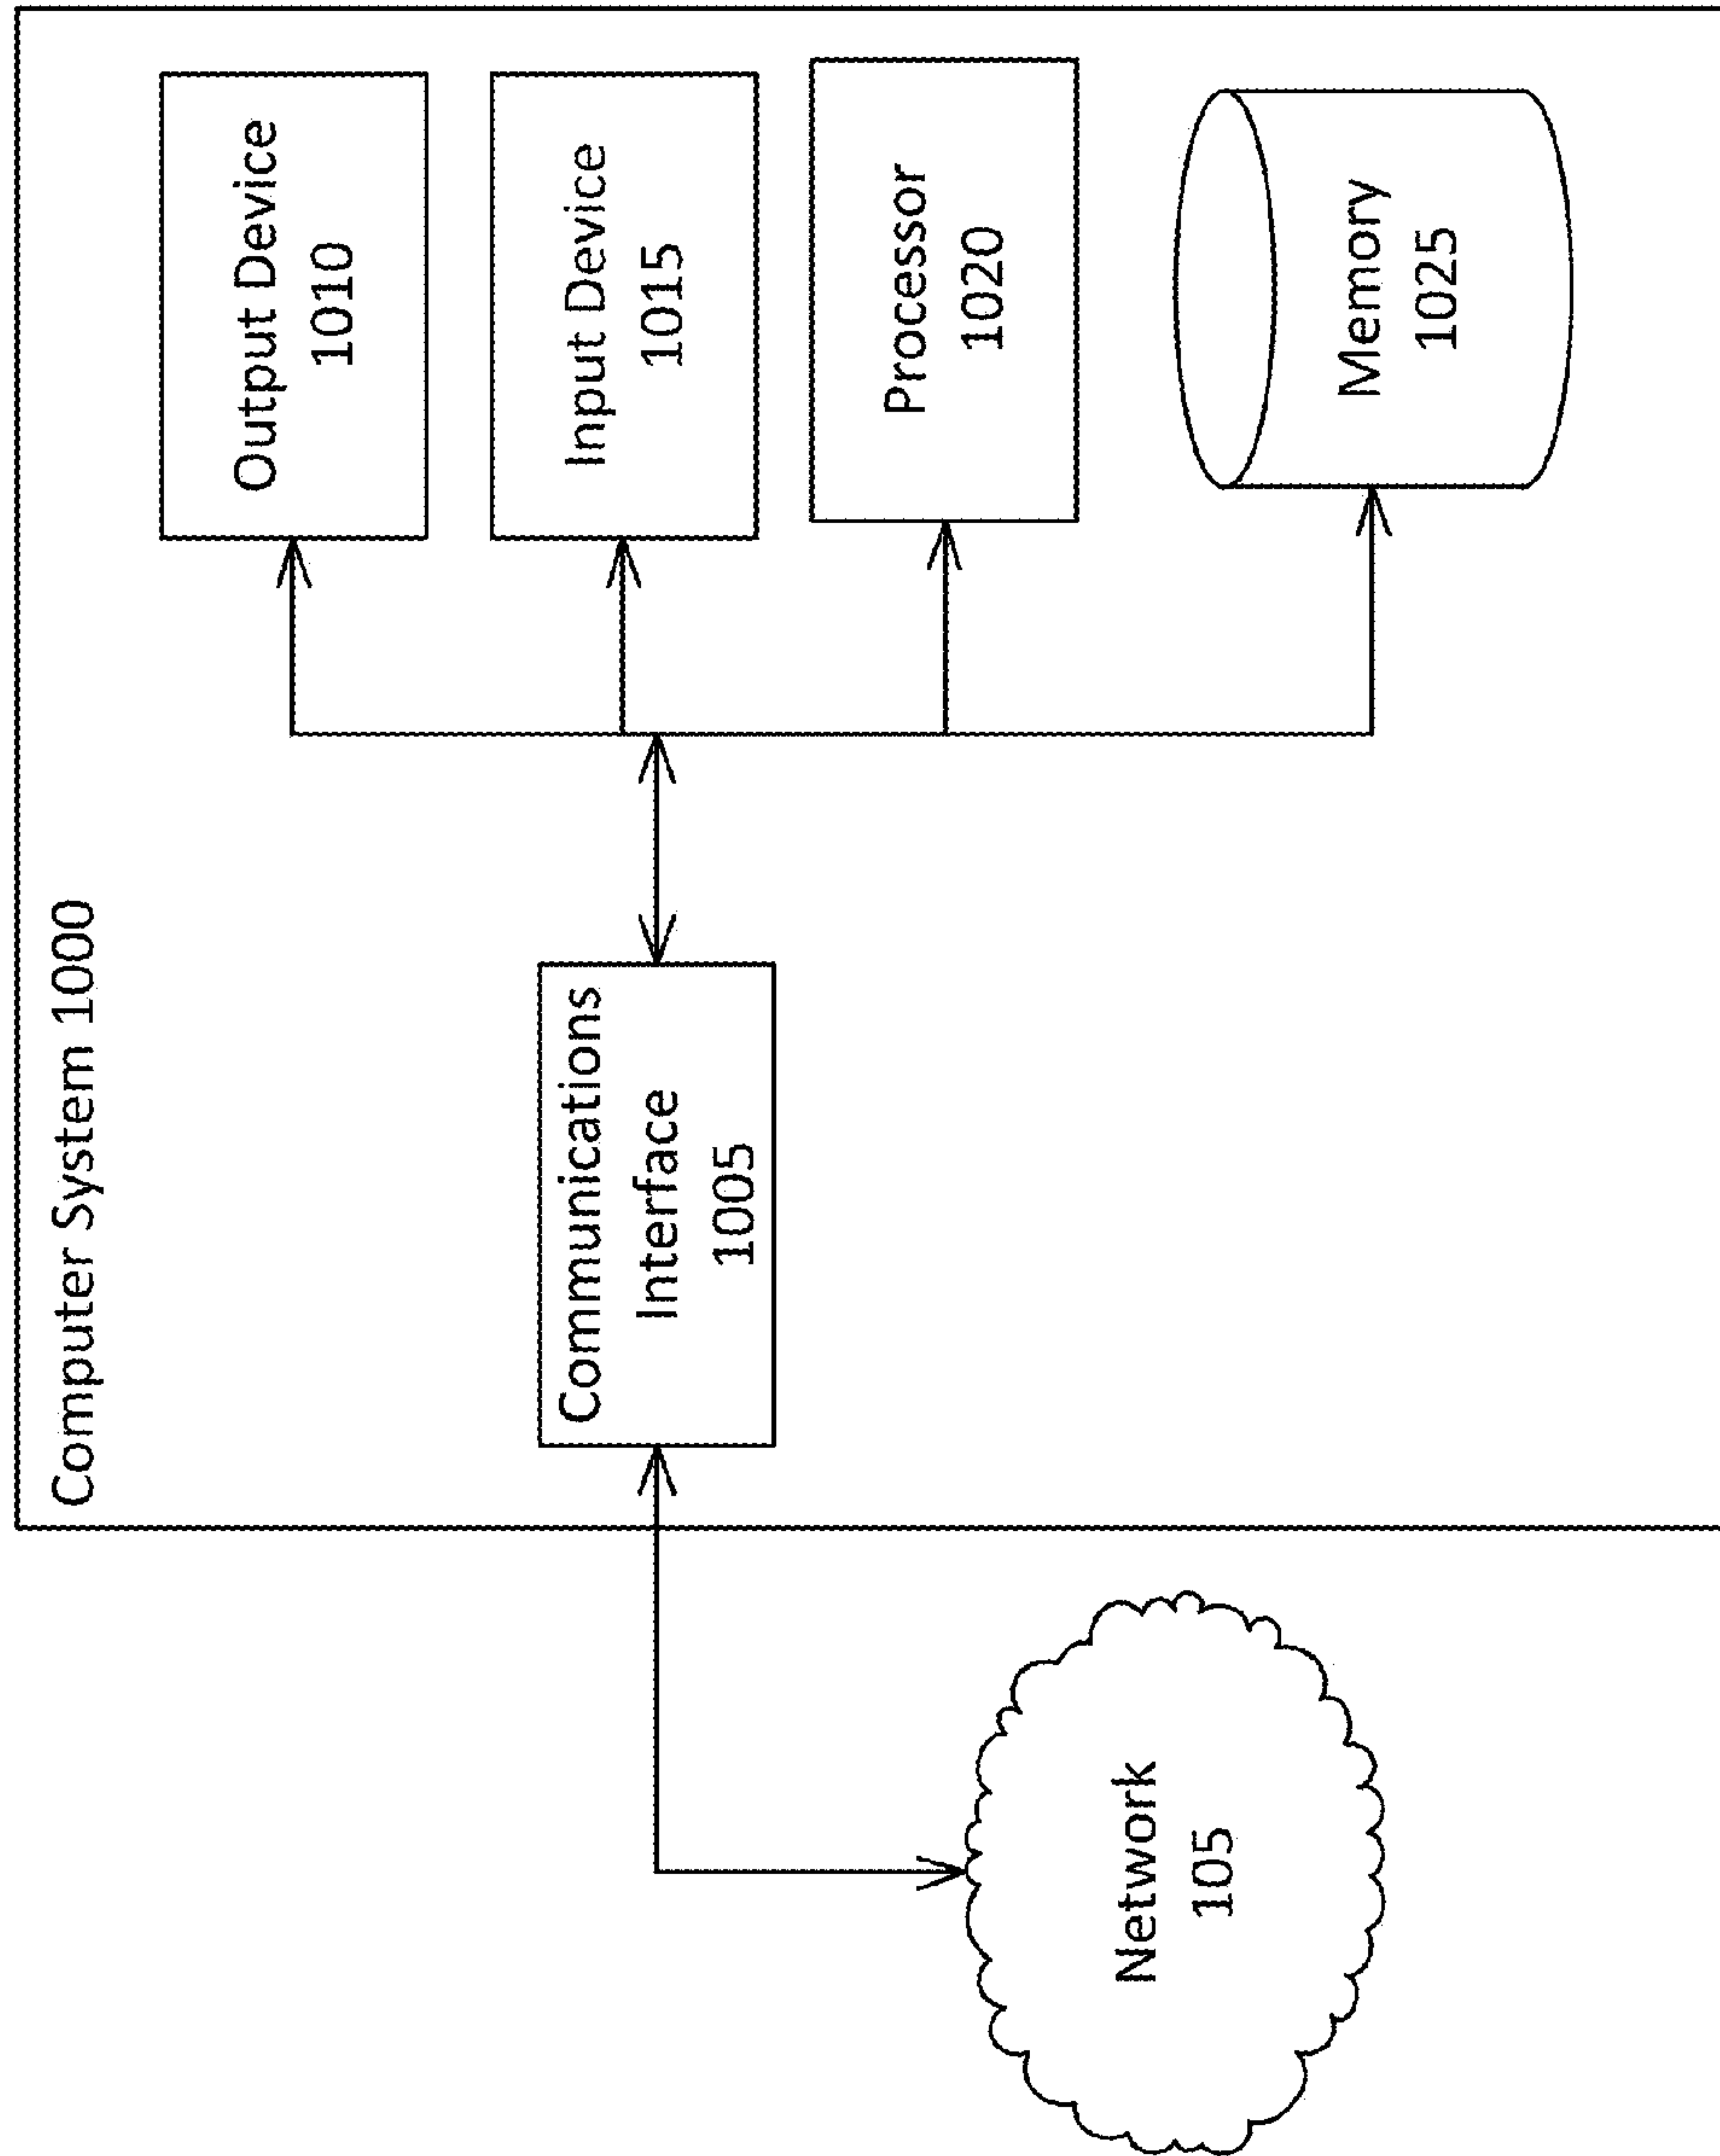 Computer System 1000
Output Device
1010
Input Device
1015
Processor
1020
Memory
1025
Communications
Interface
1005
Network
105